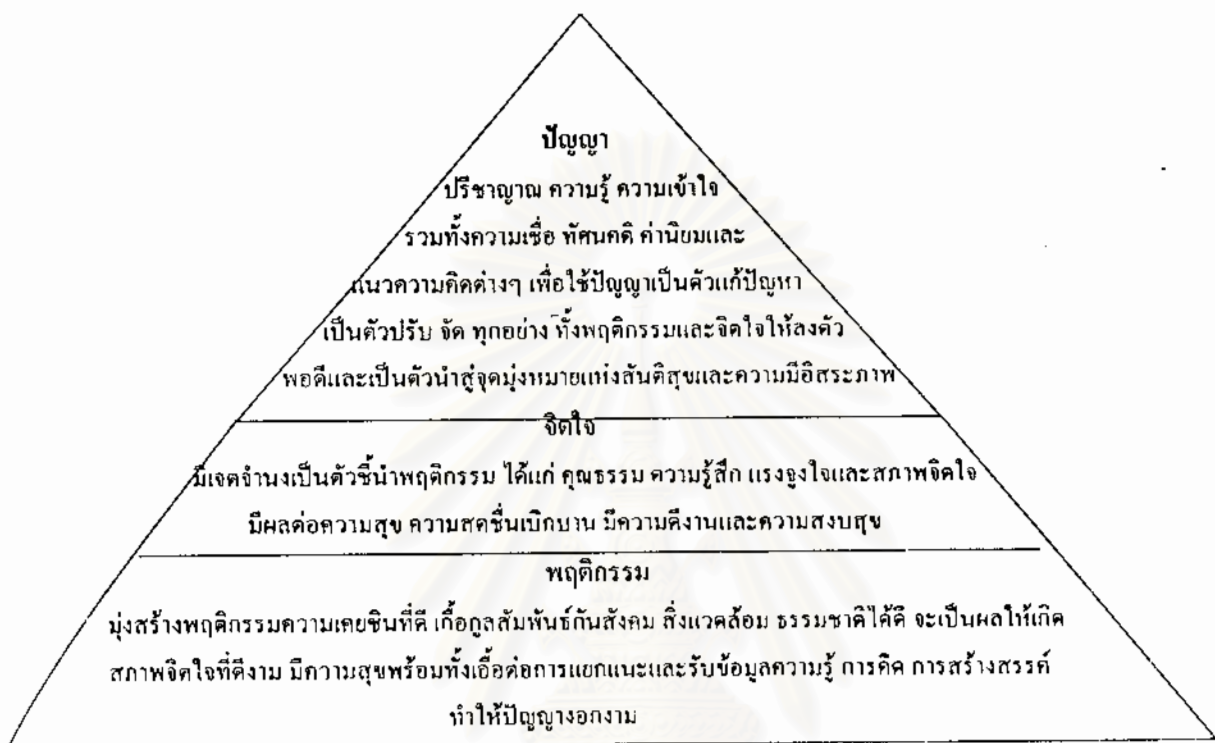 ปัญญา
ปรีชาญาณ ความรู้ ความเข้าใจ
รวมทั้งความเชื่อ ทัศนคติ ค่านิยมและ
แนวความคิดต่างๆ เพื่อใช้ปัญญาเป็นตัวแก้ปัญหา
เป็นตัวปรับ จัด ทุกอย่าง ทั้งพฤติกรรมและจิตใจให้ลงตัว
พอดีและเป็นตัวนำสู่จุดมุ่งหมายแห่งสันติสุขและความมีอิสระภาพ
จิตใจ
มีเจตจำนงเป็นตัวชี้นำพฤติกรรม ได้แก่ คุณธรรม ความรู้สึก แรงจูงใจและสภาพจิตใจ
มีผลต่อความสุข ความสดชื่นเบิกบาน มีความดีงามและความสงบสุข
พฤติกรรม
มุ่งสร้างพฤติกรรมความเคยชินที่ดี เกื้อกูลสัมพันธ์กันสังคม สิ่งแวดล้อม ธรรมชาติได้ดี จะเป็นผลให้เกิด
สภาพจิตใจที่ดีงาม มีความสุขพร้อมทั้งเอื้อต่อการแยกแนะและรับข้อมูลความรู้ การคิด การสร้างสรรค์
ทำให้ปัญญางอกงาม